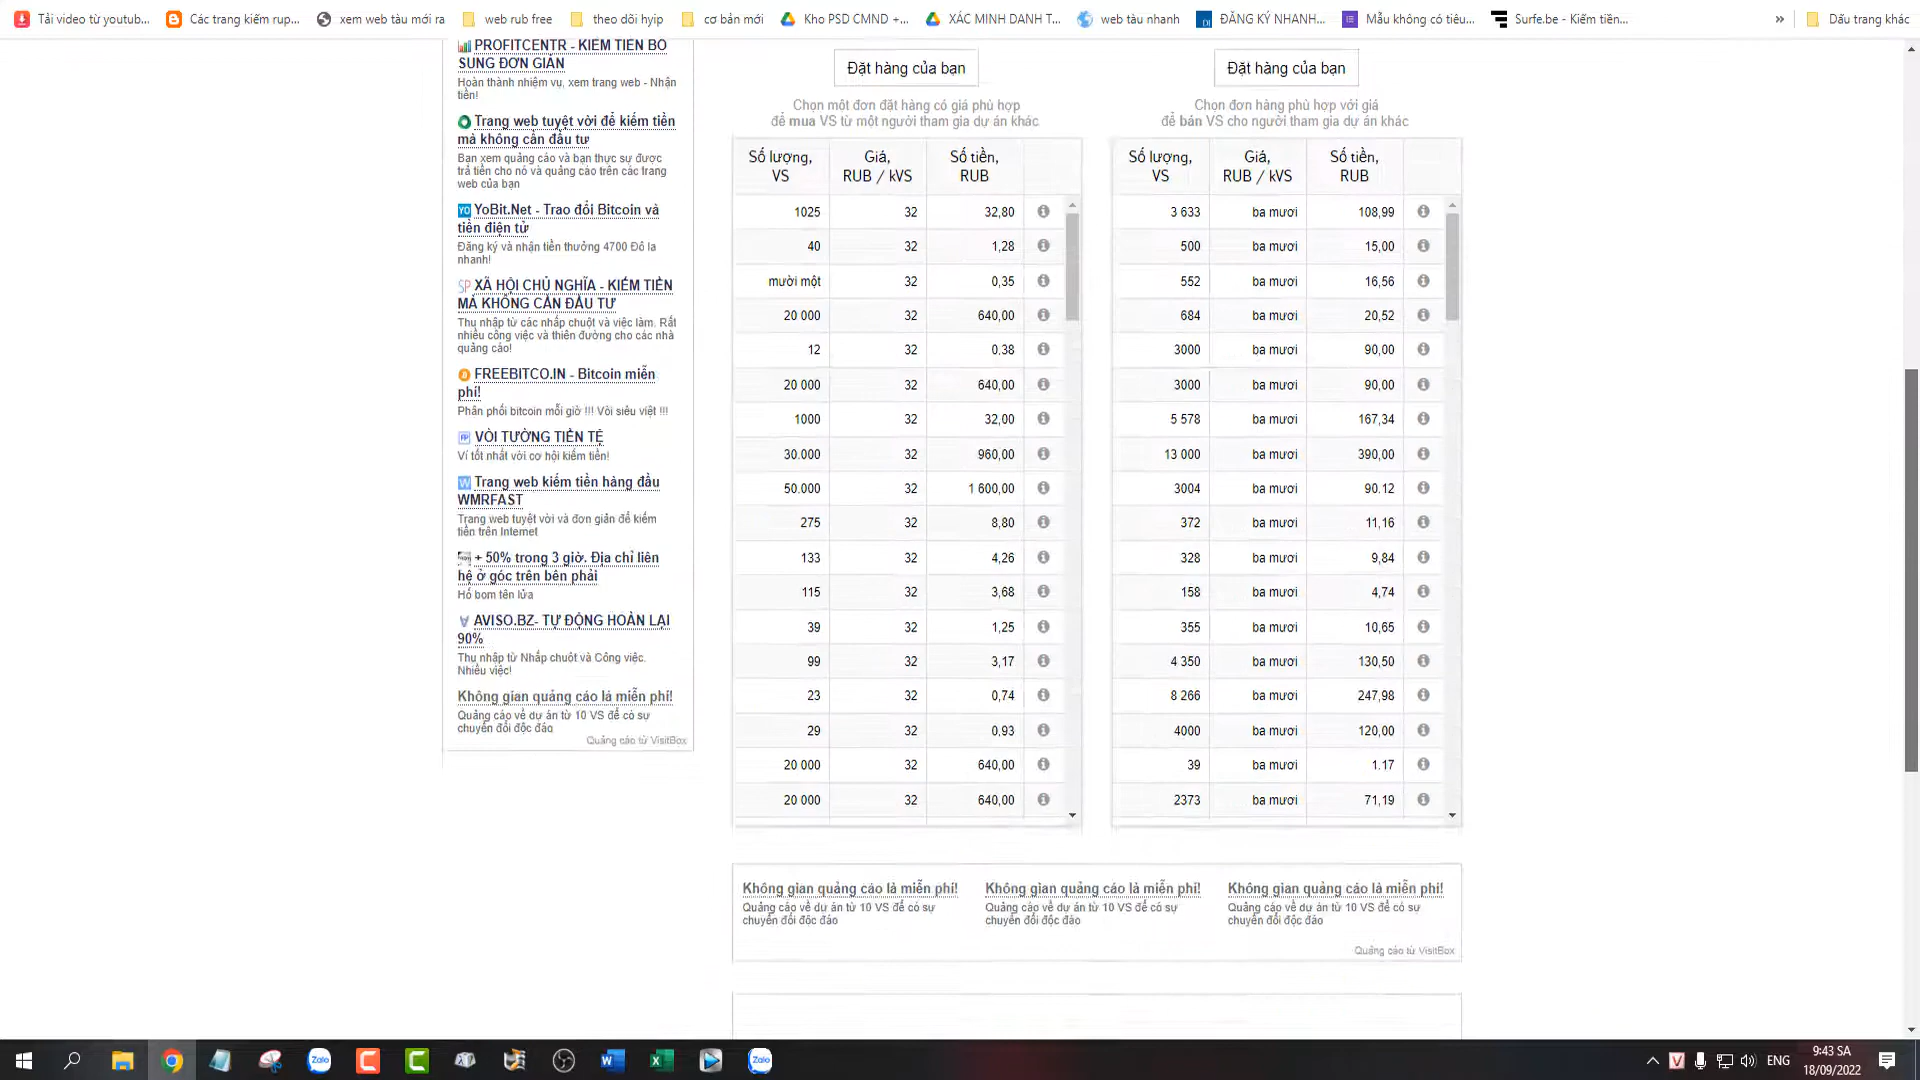 Tải video từ youtub...
Các trang kiếm rup...
xem web tàu mới ra
web rub free
theo dõi hyip
cơ bản mới
Kho PSD CMND +,...
XÁC MINH DANH T...
web tàu nhanh
ĐĂNG KÝ NHANH...
Mẫu không có tiêu...
Surfe.be - Kiếm tiền...
»
Dấu trang khác
PROFITCENTR - KIẾM TIỀN BỔ
SUNG ĐƠN GIẢN
Hoàn thành nhiệm vụ, xem trang web - Nhận
tiền!
Trang web tuyệt vời để kiếm tiền
mà không cần đầu tư
Bạn xem quảng cáo và bạn thực sự được
trả tiền cho nó và quảng cáo trên các trang
web của bạn
YoBit.Net - Trao đổi Bitcoin và
tiền điện tử
Đăng ký và nhận tiền thưởng 4700 Đô la
nhanh!
XÃ HỘI CHỦ NGHĨA - KIẾM TIỀN
MÀ KHÔNG CẦN ĐẦU TƯ
Thu nhập từ các nhấp chuột và việc làm. Rất
nhiều công việc và thiên đường cho các nhà
quảng cáo!
FREEBITCO.IN - Bitcoin miễn
phí!
Phân phối bitcoin mỗi giờ !!! Vòi siêu việt !!!
VÒI TƯỜNG TIỀN TỆ
Ví tốt nhất với cơ hội kiếm tiền!
Trang web kiếm tiền hàng đầu
WMRFAST
Trang web tuyệt vời và đơn giản để kiếm
tiền trên Internet
+ 50% trong 3 giờ. Địa chỉ liên
hệ ở góc trên bên phải
Hố bom tên lửa
AVISO.BZ- TỰ ĐỘNG HOÀN LẠI
90%
Thu nhập từ Nhấp chuột và Công việc.
Nhiều việc!
Không gian quảng cáo là miễn phí!
Quảng cáo về dự án từ 10 VS để có sự
chuyển đổi độc đáo
Quảng cáo từ VisitBox
Đặt hàng của bạn
Chọn một đơn đặt hàng có giá phù hợp
để mua VS từ một người tham gia dự án khác
Số lượng, VS Giá, RUB / kVS Số tiền, RUB
1025 32 32,80
40 32 1,28
mười một 32 0,35
20 000 32 640,00
12 32 0.38
20 000 32 640,00
1000 32 32,00
30.000 32 960,00
50.000 32 1 600,00
275 32 8,80
133 32 4,26
115 32 3,68
39 32 1,25
99 32 3,17
23 32 0,74
29 32 0,93
20 000 32 640,00
20 000 32 640,00
Đặt hàng của bạn
Chọn đơn hàng phù hợp với giá
để bán VS cho người tham gia dự án khác
Số lượng, VS Giá, RUB / kVS Số tiền, RUB
3 633 ba mươi 108,99
500 ba mươi 15,00
552 ba mươi 16,56
684 ba mươi 20,52
3000 ba mươi 90,00
3000 ba mươi 90,00
5 578 ba mươi 167,34
13 000 ba mươi 390,00
3004 ba mươi 90.12
372 ba mươi 11,16
328 ba mươi 9,84
158 ba mươi 4,74
355 ba mươi 10,65
4 350 ba mươi 130,50
8 266 ba mươi 247,98
4000 ba mươi 120,00
39 ba mươi 1.17
2373 ba mươi 71,19
Không gian quảng cáo là miễn phí!
Quảng cáo về dự án từ 10 VS để có sự
chuyển đổi độc đáo
Không gian quảng cáo là miễn phí!
Quảng cáo về dự án từ 10 VS để có sự
chuyển đổi độc đáo
Không gian quảng cáo là miễn phí!
Quảng cáo về dự án từ 10 VS để có sự
chuyển đổi độc đáo
Quảng cáo từ VisitBox
Zalo
Zalo
ENG
9:43 SA
18/09/2022